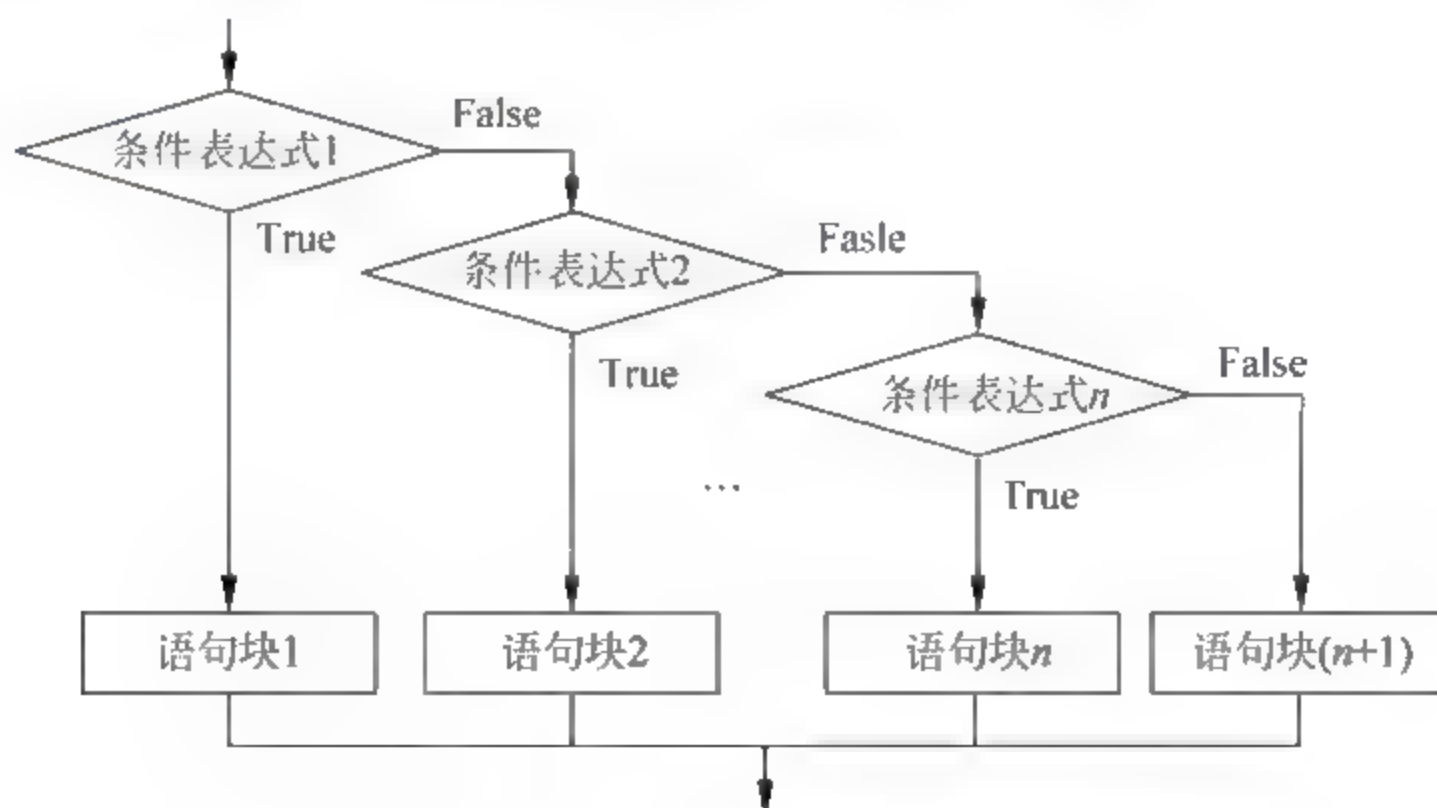 False
条件表达式1
True
Fasle
条件表达式2
True
False
条件表达式n
…
True
语句块1
语句块2
语句块n
语句块(n+1)